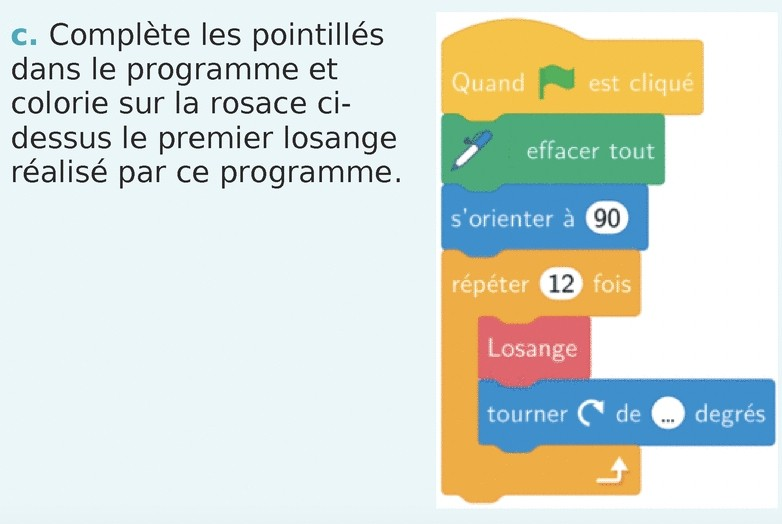 c. Complète les pointillés
dans le programme et
colorie sur la rosace ci-
dessus le premier losange
réalisé par ce programme.
Quand est cliqué
effacer tout
s'orienter à 90
répéter 12 fois
Losange
tourner de ... degrés